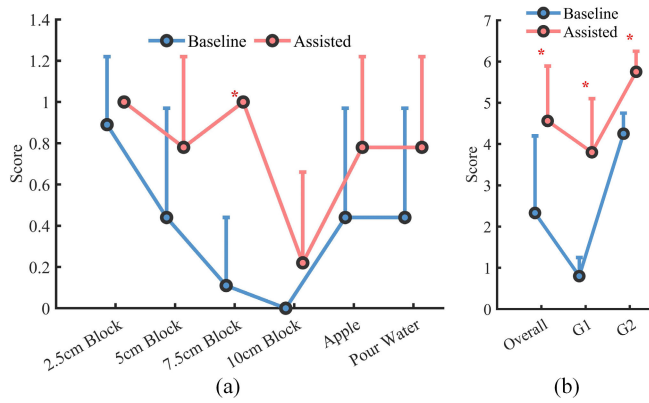 Baseline Assisted
Score
1.4
1.2
1
0.8
0.6
0.4
0.2
0
*
2.5cm Block
5cm Block
7.5cm Block
10cm Block
Apple
Pour Water
(a)
Baseline
Assisted
Score
7
6
5
4
3
2
1
0
* * *
Overall
G1
G2
(b)